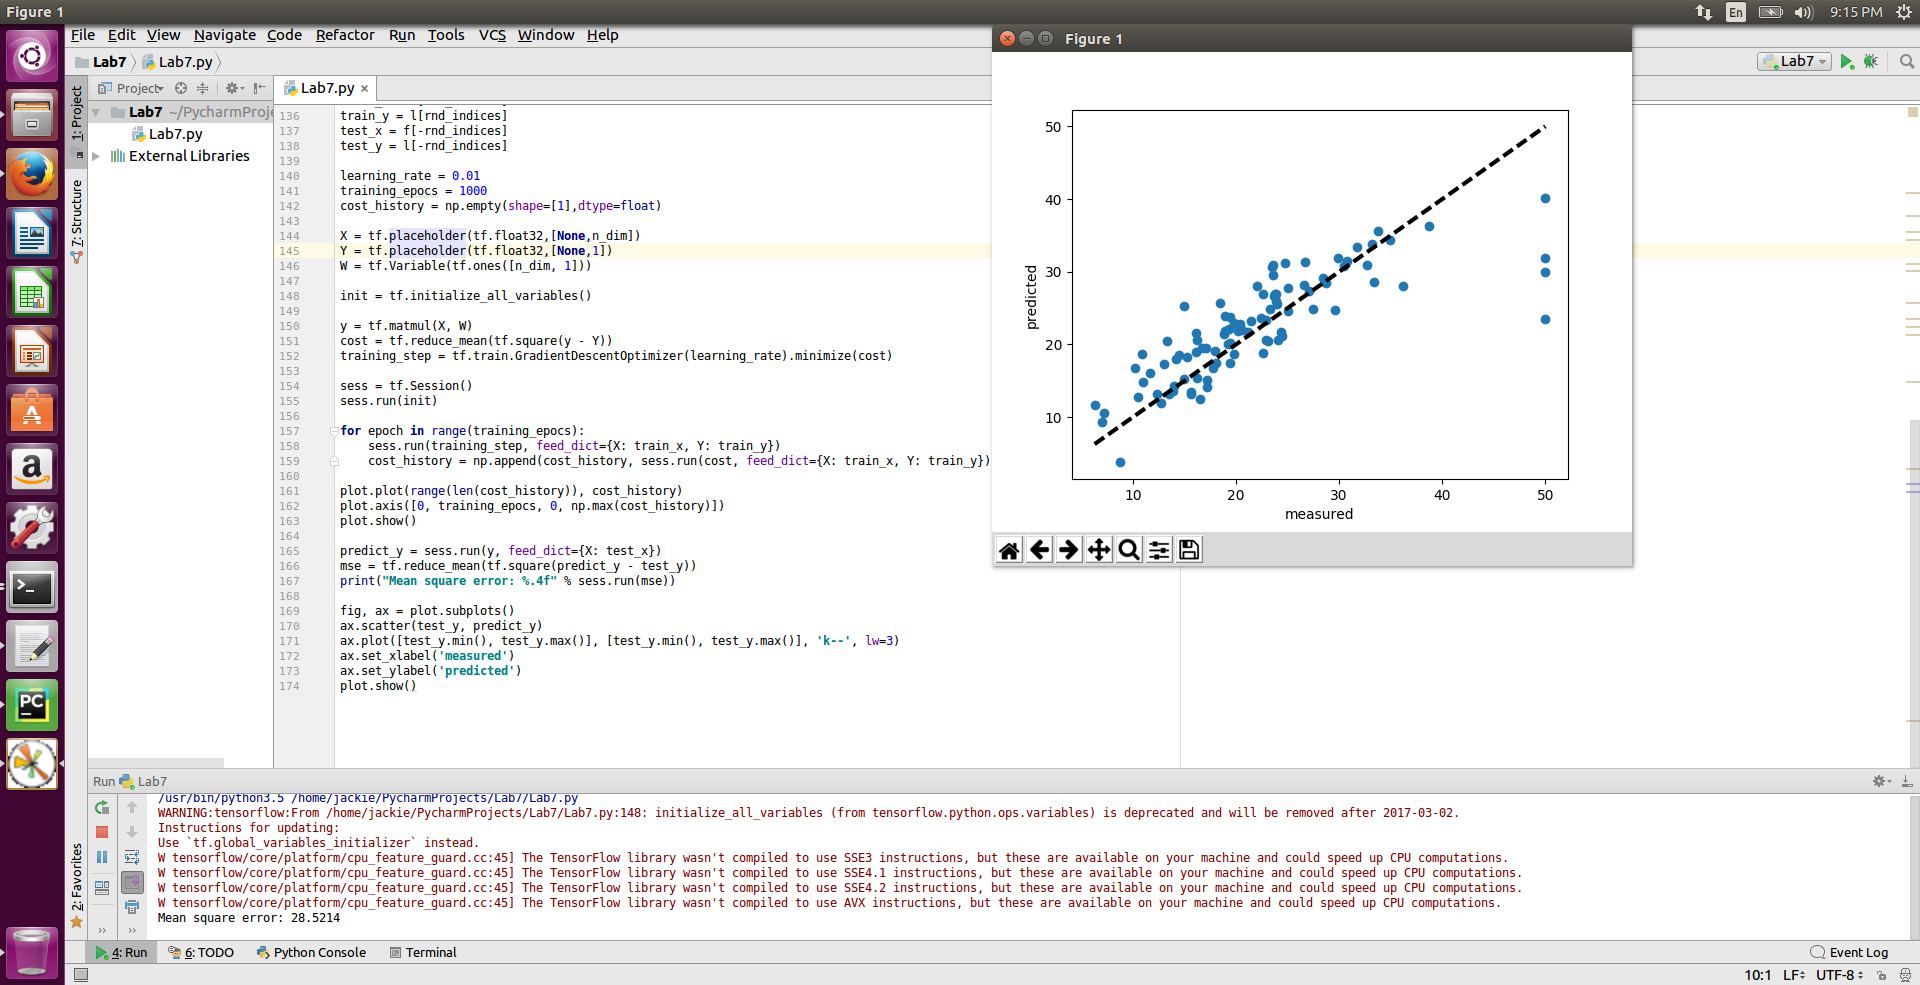 Figure 1
En
9:15 PM
File Edit View Navigate Code Refactor Run Tools VCS Window Help
Lab7 Lab7.py
Lab7
Project
Lab7.py
1: Project
7: Structure
2: Favorites
Lab7 ~/PycharmProje
Lab7.py
External Libraries
136 train_y = l[rnd_indices]
137 test_x = f[-rnd_indices]
138 test_y = l[-rnd_indices]
139
140 learning_rate = 0.01
141 training_epocs = 1000
142 cost_history = np.empty(shape=[1],dtype=float)
143
144 X = tf.placeholder(tf.float32,[None,n_dim])
145 Y = tf.placeholder(tf.float32,[None,1])
146 W = tf.Variable(tf.ones([n_dim, 1]))
147
148 init = tf.initialize_all_variables()
149
150 y = tf.matmul(X, W)
151 cost = tf.reduce_mean(tf.square(y - Y))
152 training_step = tf.train.GradientDescentOptimizer(learning_rate).minimize(cost)
153
154 sess = tf.Session()
155 sess.run(init)
156
157 for epoch in range(training_epocs):
158 sess.run(training_step, feed_dict={X: train_x, Y: train_y})
159 cost_history = np.append(cost_history, sess.run(cost, feed_dict={X: train_x, Y: train_y})
160
161 plot.plot(range(len(cost_history)), cost_history)
162 plot.axis([0, training_epocs, 0, np.max(cost_history)])
163 plot.show()
164
165 predict_y = sess.run(y, feed_dict={X: test_x})
166 mse = tf.reduce_mean(tf.square(predict_y - test_y))
167 print("Mean square error: %.4f" % sess.run(mse))
168
169 fig, ax = plot.subplots()
170 ax.scatter(test_y, predict_y)
171 ax.plot([test_y.min(), test_y.max()], [test_y.min(), test_y.max()], 'k--', lw=3)
172 ax.set_xlabel('measured')
173 ax.set_ylabel('predicted')
174 plot.show()
Figure 1
50
40
30
20
10
predicted
10 20 30 40 50
measured
Run Lab7
/usr/bin/python3.5 /home/jackie/PycharmProjects/Lab7/Lab7.py
WARNING:tensorflow:From /home/jackie/PycharmProjects/Lab7/Lab7.py:148: initialize_all_variables (from tensorflow.python.ops.variables) is deprecated and will be removed after 2017-03-02.
Instructions for updating:
Use `tf.global_variables_initializer` instead.
W tensorflow/core/platform/cpu_feature_guard.cc:45] The TensorFlow library wasn't compiled to use SSE3 instructions, but these are available on your machine and could speed up CPU computations.
W tensorflow/core/platform/cpu_feature_guard.cc:45] The TensorFlow library wasn't compiled to use SSE4.1 instructions, but these are available on your machine and could speed up CPU computations.
W tensorflow/core/platform/cpu_feature_guard.cc:45] The TensorFlow library wasn't compiled to use SSE4.2 instructions, but these are available on your machine and could speed up CPU computations.
W tensorflow/core/platform/cpu_feature_guard.cc:45] The TensorFlow library wasn't compiled to use AVX instructions, but these are available on your machine and could speed up CPU computations.
Mean square error: 28.5214
4: Run 6: TODO Python Console Terminal
Event Log
10:1 LF UTF-8